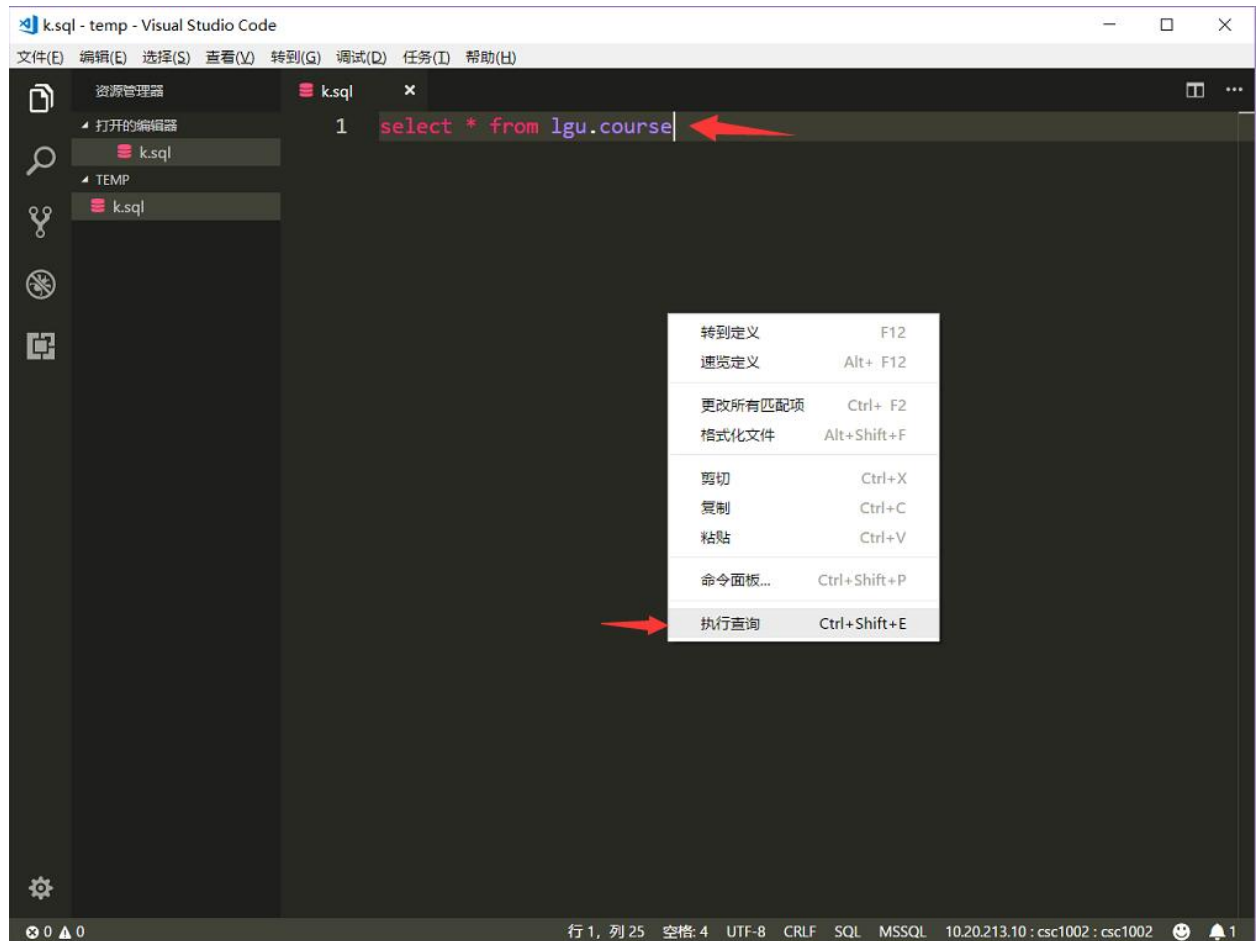 k.sql - temp - Visual Studio Code
文件(F) 编辑(E) 选择(S) 查看(V) 转到(G) 调试(D) 任务(T) 帮助(H)
资源管理器
打开的编辑器
k.sql
TEMP
k.sql
k.sql
1 select * from lgu.course
转到定义 F12
速览定义 Alt+ F12
更改所有匹配项 Ctrl+ F2
格式化文件 Alt+Shift+F
剪切 Ctrl+X
复制 Ctrl+C
粘贴 Ctrl+V
命令面板... Ctrl+Shift+P
执行查询 Ctrl+Shift+E
0 0 行 1, 列 25 空格: 4 UTF-8 CRLF SQL MSSQL 10.20.213.10 : csc1002 : csc1002 1